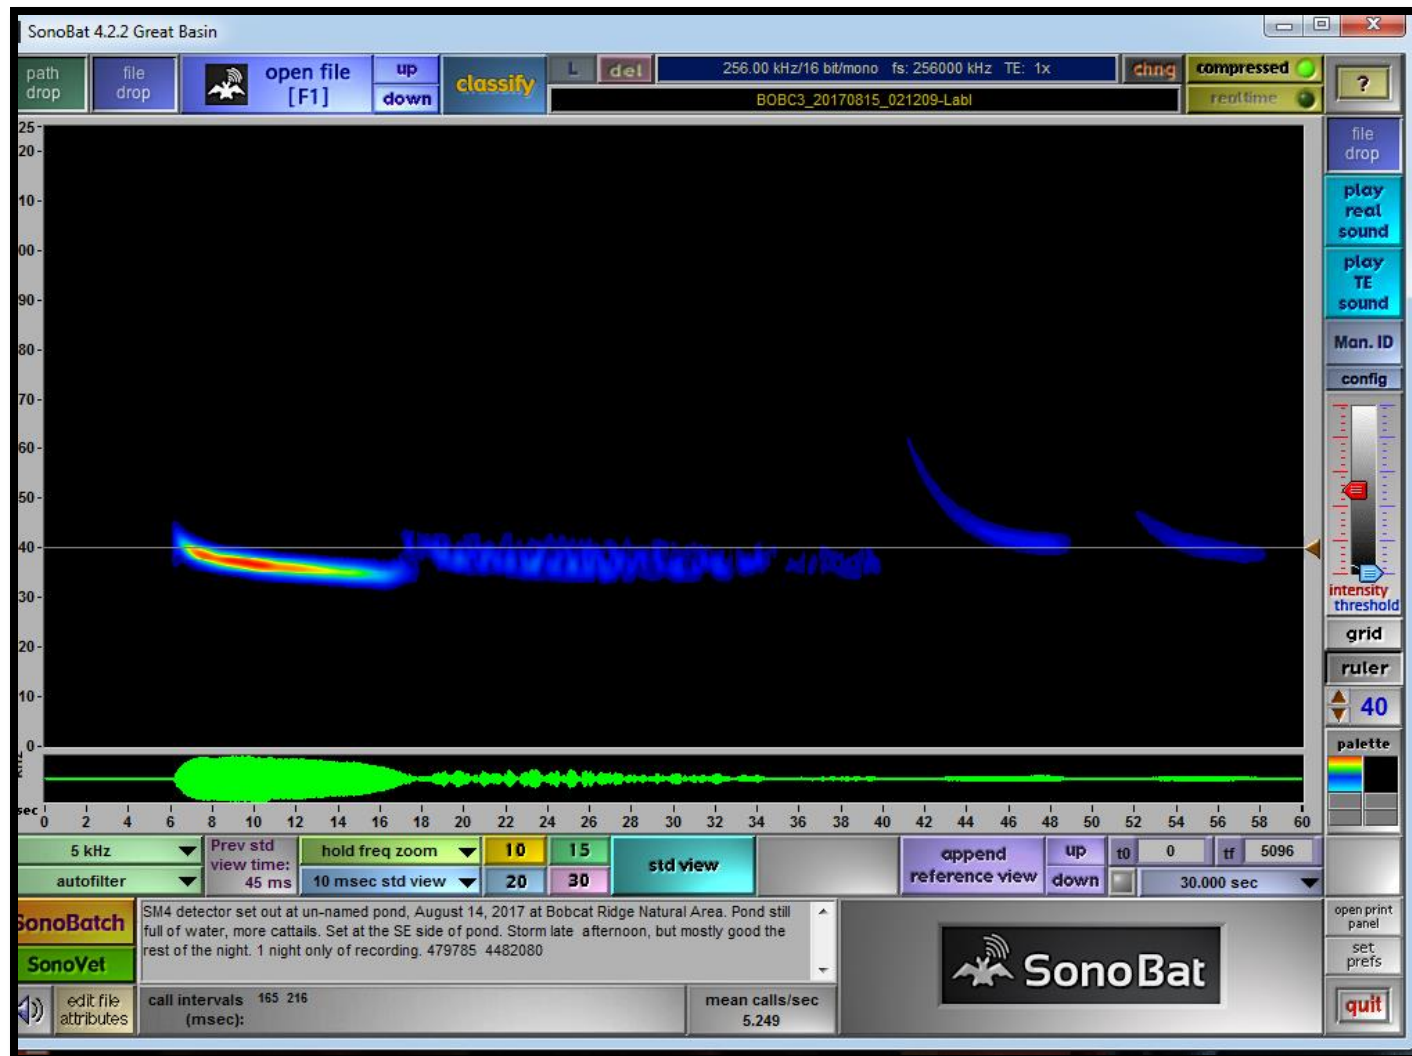 SonoBat 4.2.2 Great Basin
path drop
file drop
open file [F1]
up
down
classify
L
del
256.00 kHz/16 bit/mono fs: 256000 kHz TE: 1x
BOBC3_20170815_021209-Labl
chng
compressed
realtime
?
25
20
10
00
90
80
70
60
50
40
30
20
10
0
file drop
play real sound
play TE sound
Man. ID
config
intensity
threshold
grid
ruler
40
palette
sec
0 2 4 6 8 10 12 14 16 18 20 22 24 26 28 30 32 34 36 38 40 42 44 46 48 50 52 54 56 58 60
5 kHz
autofilter
Prev std view time: 45 ms
hold freq zoom
10 msec std view
10
15
20
30
std view
append reference view
up
down
t0 0
tf 5096
30.000 sec
SonoBatch
SonoVet
SM4 detector set out at un-named pond, August 14, 2017 at Bobcat Ridge Natural Area. Pond still
full of water, more cattails. Set at the SE side of pond. Storm late afternoon, but mostly good the
rest of the night. 1 night only of recording. 479785 4482080
SonoBat
open print panel
set prefs
quit
edit file attributes
call intervals 165 216
(msec):
mean calls/sec
5.249